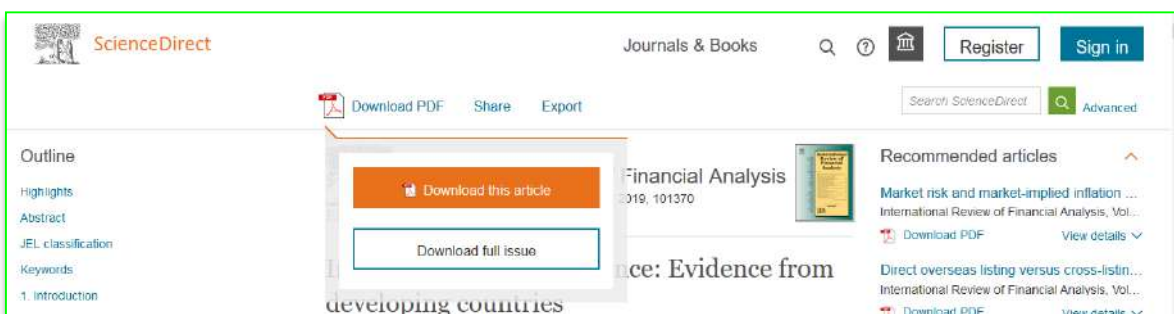 ScienceDirect
Journals & Books
Register
Sign in
Download PDF Share Export
Search ScienceDirect
Advanced
Outline
Highlights
Abstract
JEL classification
Keywords
1. Introduction
Download this article
Download full issue
Financial Analysis
2019, 101370
nce: Evidence from
developing countries
Recommended articles
Market risk and market-implied inflation ...
International Review of Financial Analysis, Vol...
Download PDF View details
Direct overseas listing versus cross-listin...
International Review of Financial Analysis, Vol...
Download PDF View details